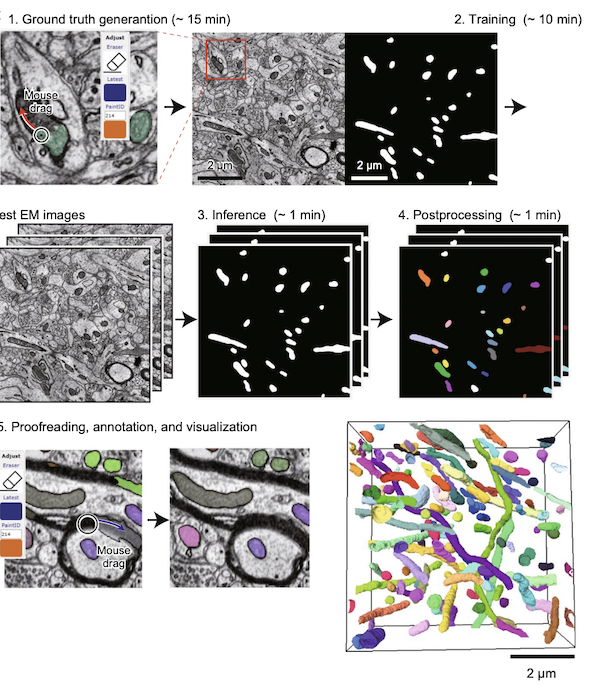 1. Ground truth generantion (~ 15 min)
2. Training (~ 10 min)
Adjust
Eraser
Latest
PaintID
214
Mouse
drag
2 μm
2 μm
est EM images
3. Inference (~ 1 min)
4. Postprocessing (~ 1 min)
5. Proofreading, annotation, and visualization
Adjust
Eraser
Latest
PaintID
214
Mouse
drag
2 μm